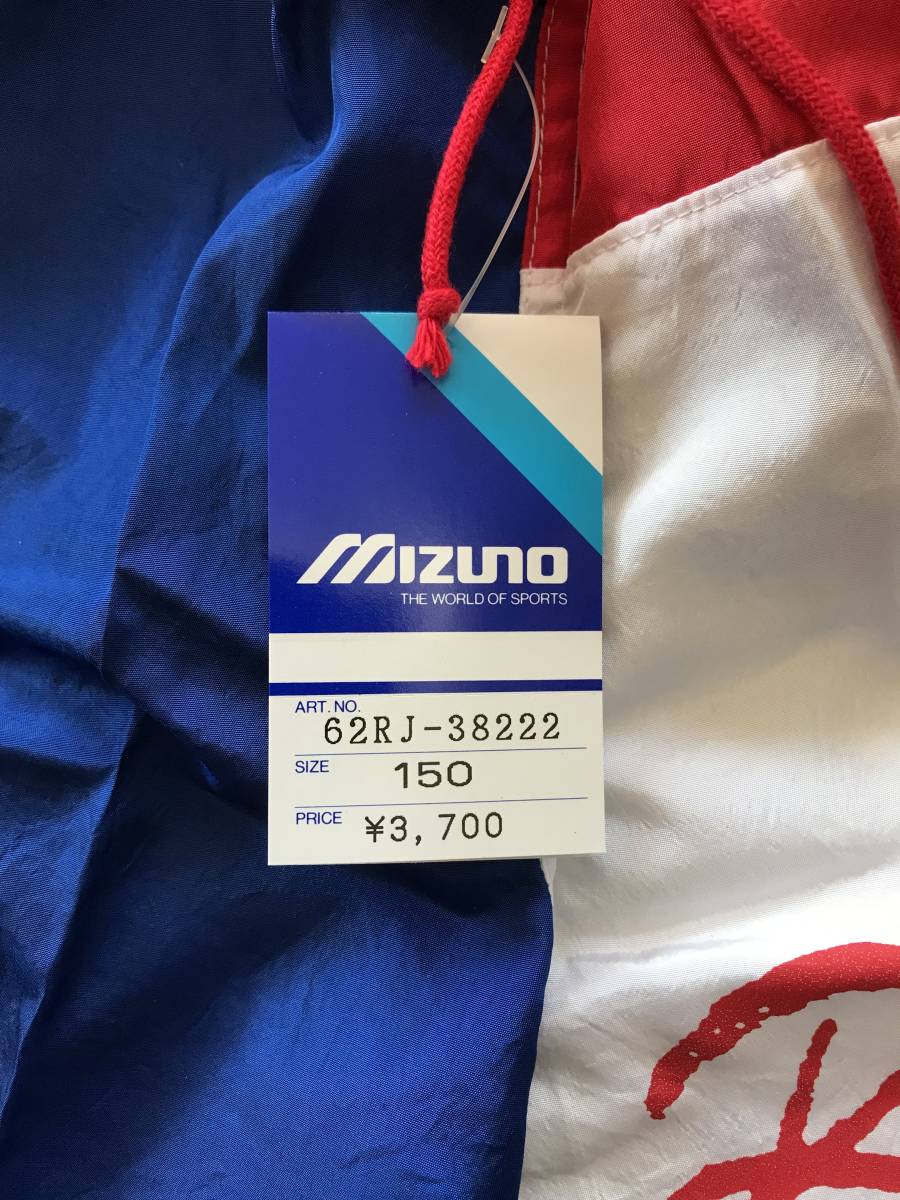 MIZUNO
THE WORLD OF SPORTS
ART. NO.
62RJ-38222
SIZE 150
PRICE ¥3,700